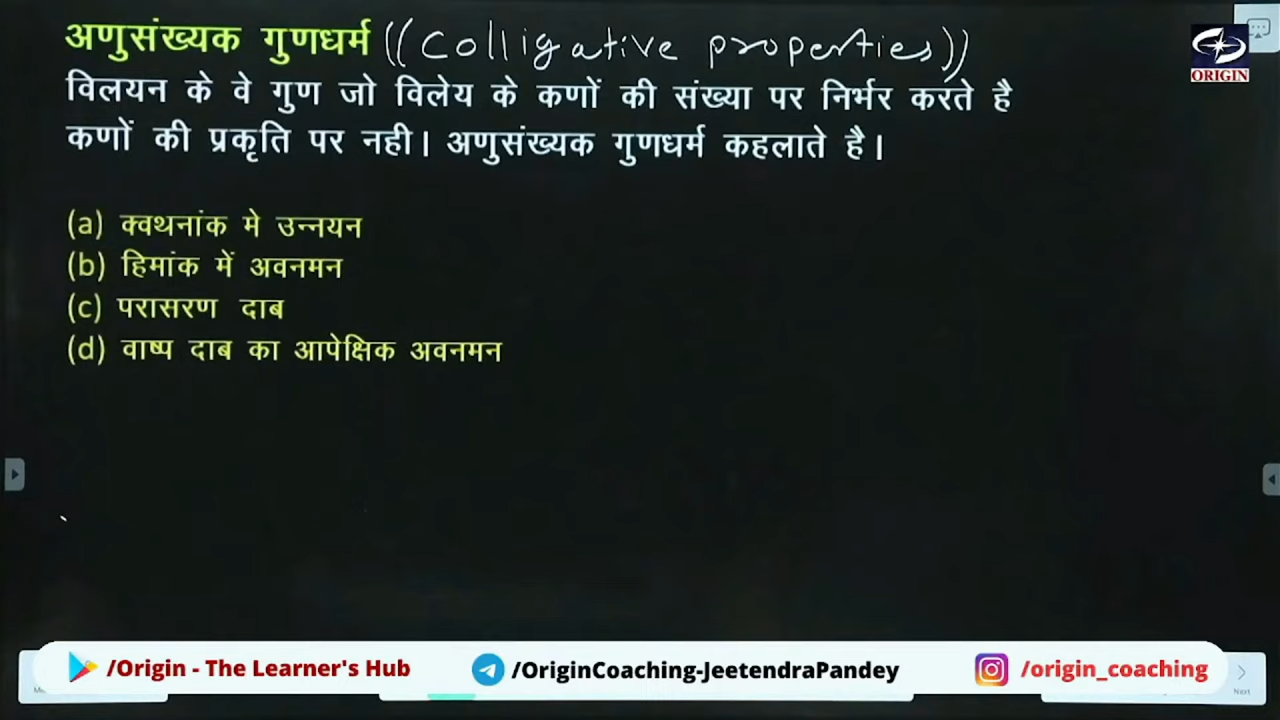 अणुसंख्यक गुणधर्म ((Colligative properties))
ORIGIN
विलयन के वे गुण जो विलेय के कणों की संख्या पर निर्भर करते है
कणों की प्रकृति पर नही। अणुसंख्यक गुणधर्म कहलाते है।
(a) क्वथनांक मे उन्नयन
(b) हिमांक में अवनमन
(c) परासरण दाब
(d) वाष्प दाब का आपेक्षिक अवनमन
/Origin - The Learner's Hub
/OriginCoaching-JeetendraPandey
/origin_coaching
Next